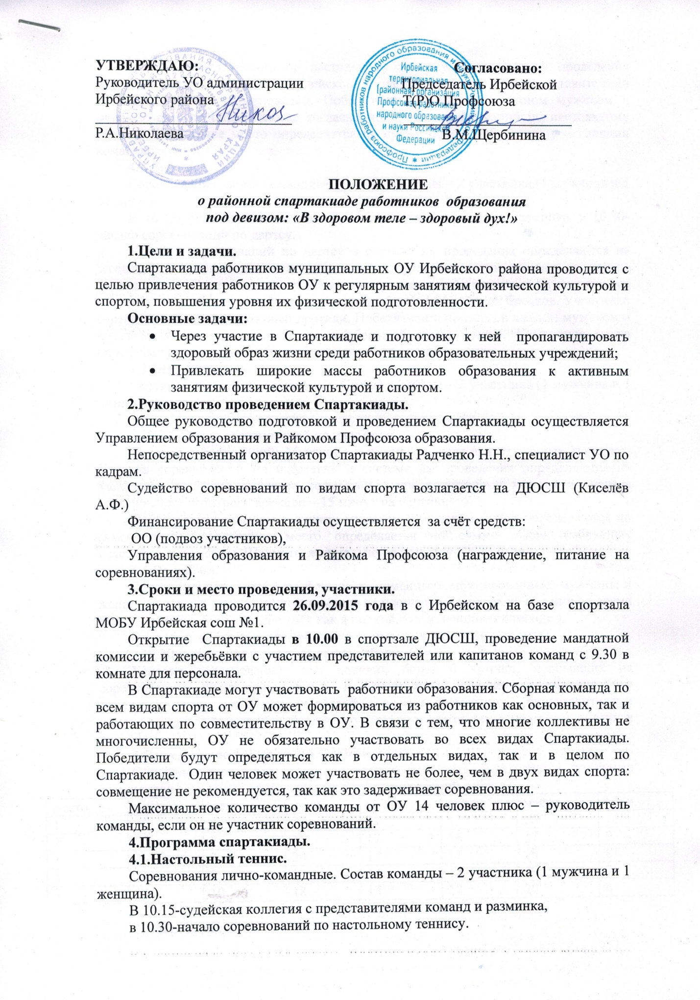 УТВЕРЖДАЮ:
Согласовано:
Руководитель УО администрации
Председатель Ирбейской
Ирбейского района
Т(Р)О Профсоюза
Р.А.Николаева
В.М.Щербинина
Ирбейская
территориальная
(районная) организация
Профсоюза работников
народного образования
и науки Российской
Федерации
ПОЛОЖЕНИЕ
о районной спартакиаде работников образования
под девизом: «В здоровом теле – здоровый дух!»
1.Цели и задачи.
Спартакиада работников муниципальных ОУ Ирбейского района проводится с
целью привлечения работников ОУ к регулярным занятиям физической культурой и
спортом, повышения уровня их физической подготовленности.
Основные задачи:
• Через участие в Спартакиаде и подготовку к ней пропагандировать
здоровый образ жизни среди работников образовательных учреждений;
• Привлекать широкие массы работников образования к активным
занятиям физической культурой и спортом.
2.Руководство проведением Спартакиады.
Общее руководство подготовкой и проведением Спартакиады осуществляется
Управлением образования и Райкомом Профсоюза образования.
Непосредственный организатор Спартакиады Радченко Н.Н., специалист УО по
кадрам.
Судейство соревнований по видам спорта возлагается на ДЮСШ (Киселёв
А.Ф.)
Финансирование Спартакиады осуществляется за счёт средств:
ОО (подвоз участников),
Управления образования и Райкома Профсоюза (награждение, питание на
соревнованиях).
3.Сроки и место проведения, участники.
Спартакиада проводится 26.09.2015 года в с Ирбейском на базе спортзала
МОБУ Ирбейская сош №1.
Открытие Спартакиады в 10.00 в спортзале ДЮСШ, проведение мандатной
комиссии и жеребьёвки с участием представителей или капитанов команд с 9.30 в
комнате для персонала.
В Спартакиаде могут участвовать работники образования. Сборная команда по
всем видам спорта от ОУ может формироваться из работников как основных, так и
работающих по совместительству в ОУ. В связи с тем, что многие коллективы не
многочисленны, ОУ не обязательно участвовать во всех видах Спартакиады.
Победители будут определяться как в отдельных видах, так и в целом по
Спартакиаде. Один человек может участвовать не более, чем в двух видах спорта:
совмещение не рекомендуется, так как это задерживает соревнования.
Максимальное количество команды от ОУ 14 человек плюс – руководитель
команды, если он не участник соревнований.
4.Программа спартакиады.
4.1.Настольный теннис.
Соревнования лично-командные. Состав команды – 2 участника (1 мужчина и 1
женщина).
В 10.15-судейская коллегия с представителями команд и разминка,
в 10.30-начало соревнований по настольному теннису.